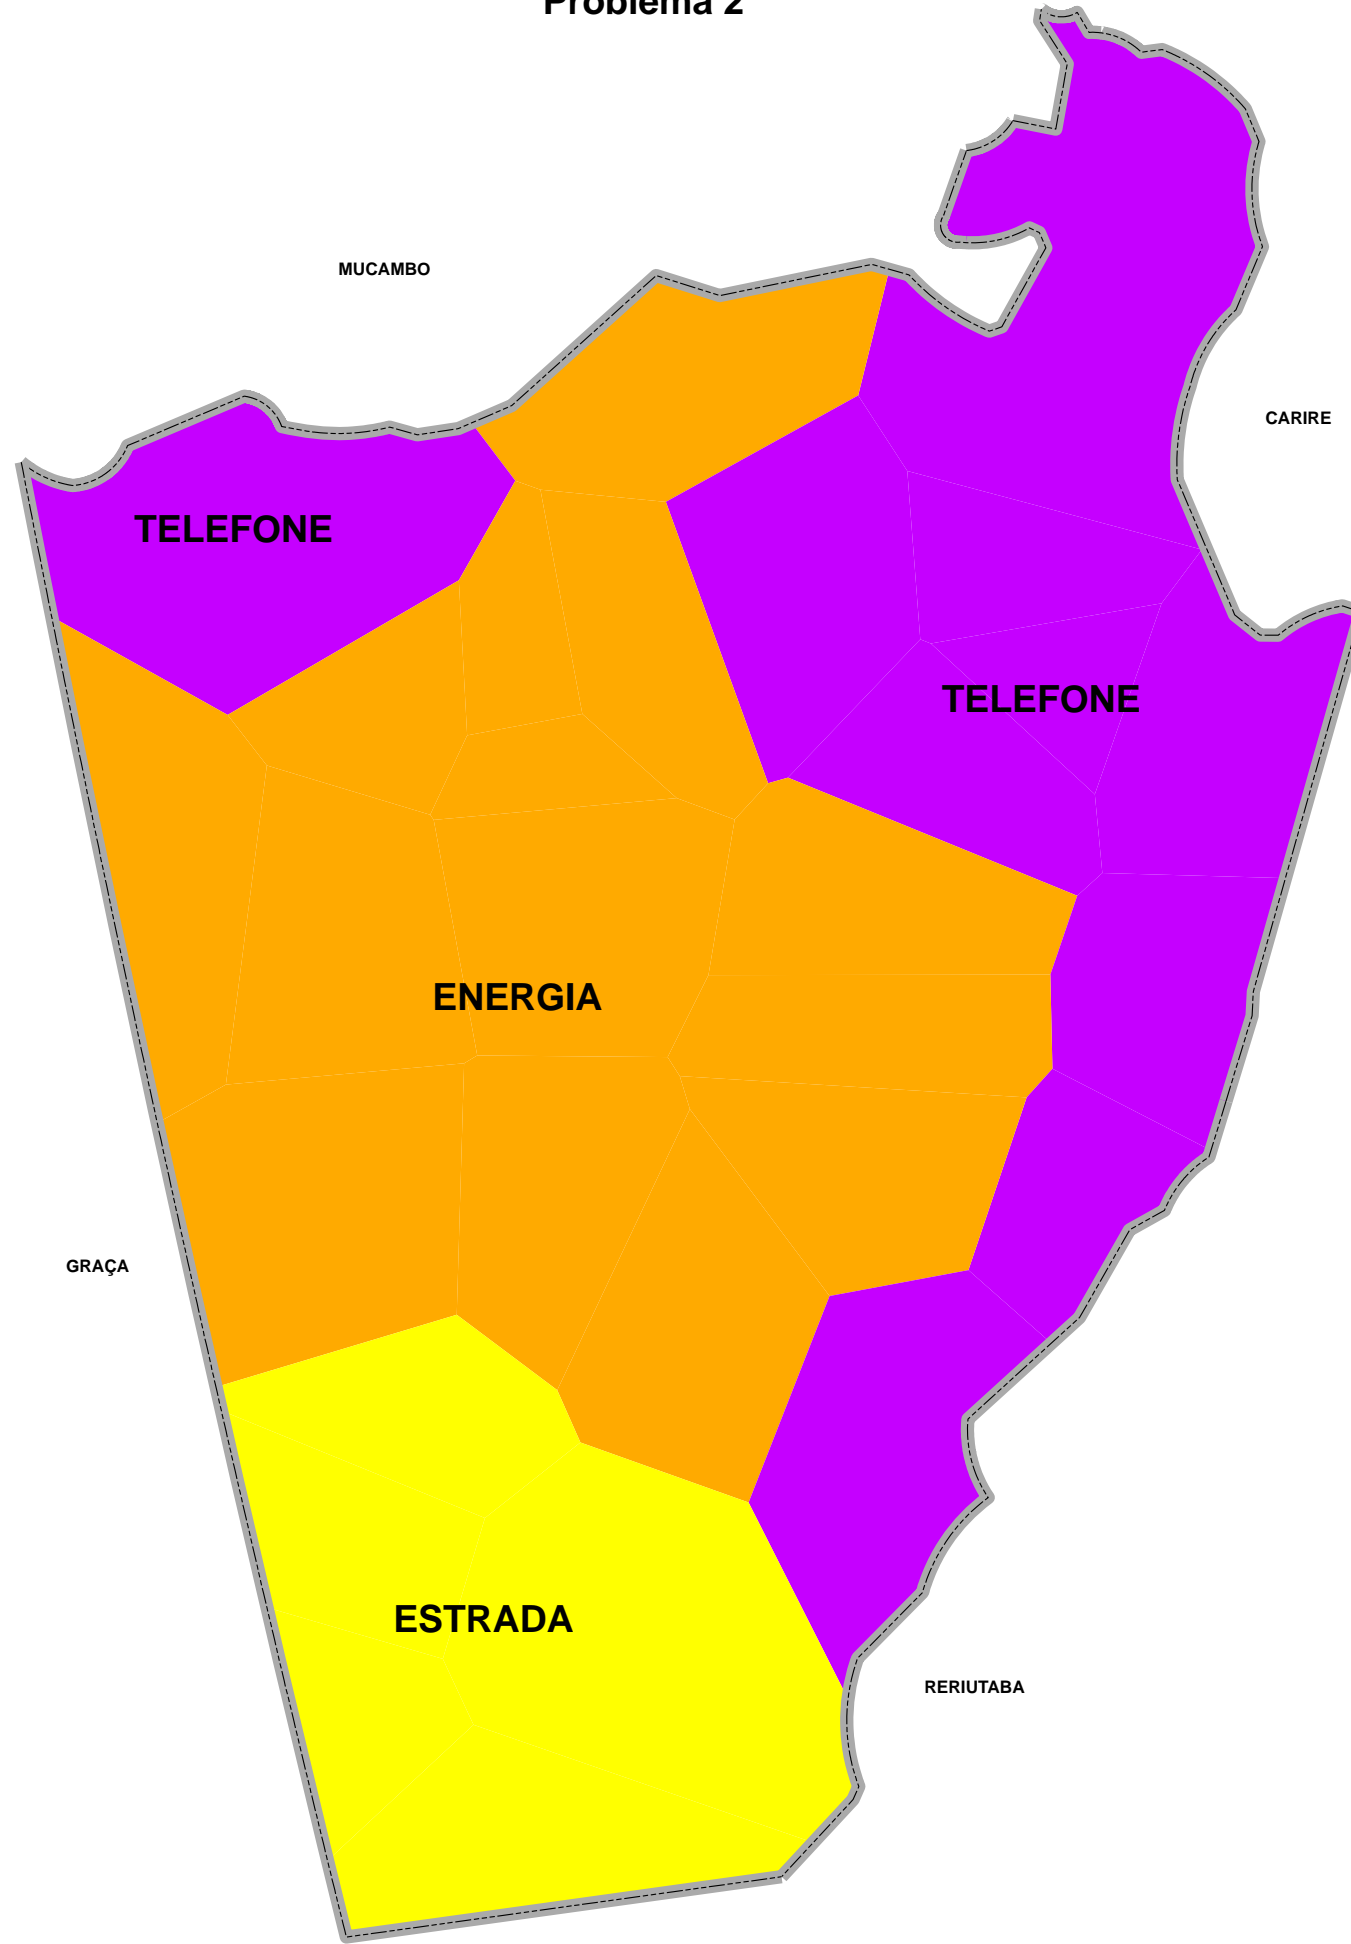 Problema 2
MUCAMBO
CARIRE
TELEFONE
TELEFONE
ENERGIA
GRAÇA
ESTRADA
RERIUTABA